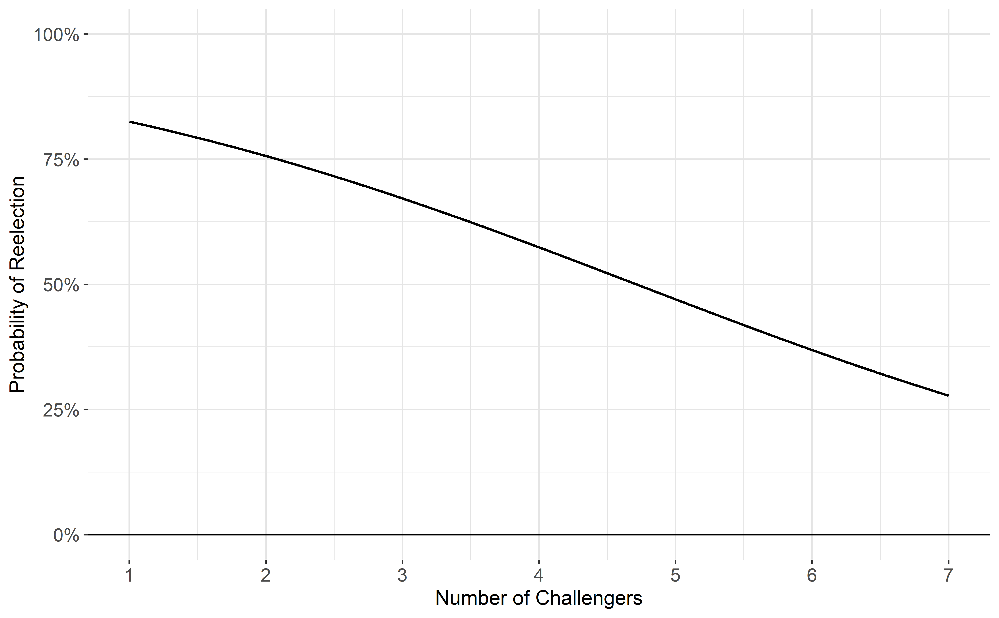 Probability of Reelection
100%
75%
50%
25%
0%
1 2 3 4 5 6 7
Number of Challengers